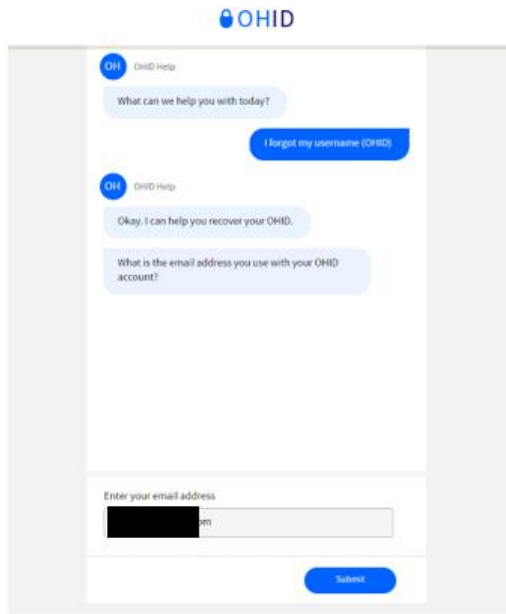 OHID
OH OHID Help
What can we help you with today?
I forgot my username (OHID)
OH OHID Help
Okay. I can help you recover your OHID.
What is the email address you use with your OHID
account?
Enter your email address
om
Submit